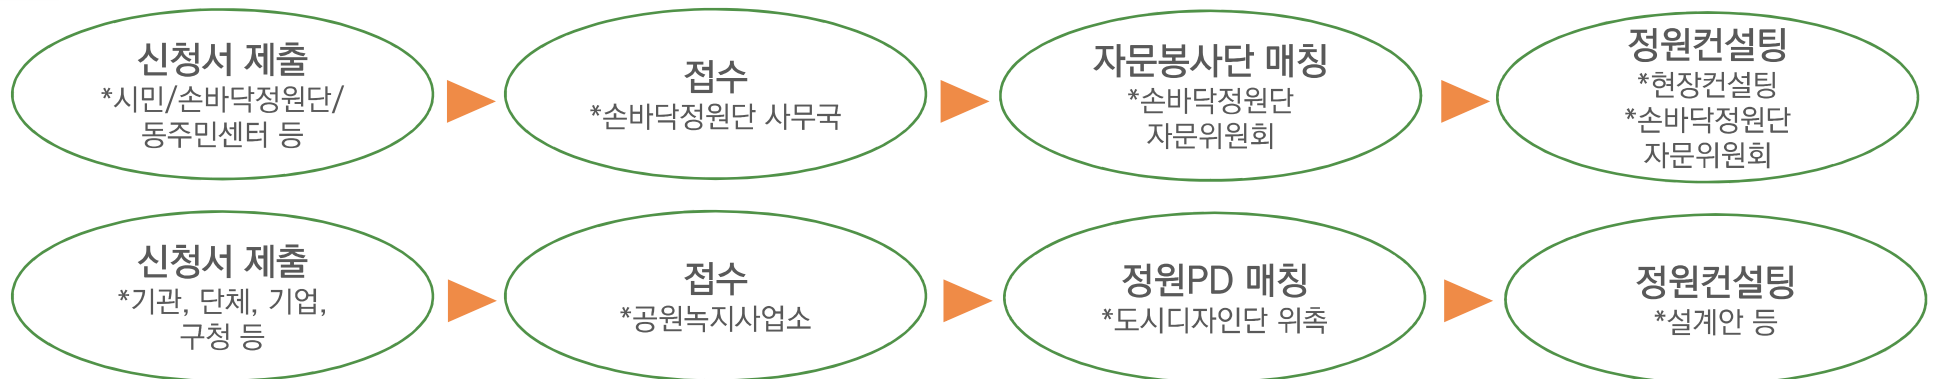 신청서 제출
*시민/손바닥정원단/
동주민센터 등
접수
*손바닥정원단 사무국
자문봉사단 매칭
*손바닥정원단
자문위원회
정원컨설팅
*현장컨설팅
*손바닥정원단
자문위원회
신청서 제출
*기관, 단체, 기업,
구청 등
접수
*공원녹지사업소
정원PD 매칭
*도시디자인단 위촉
정원컨설팅
*설계안 등